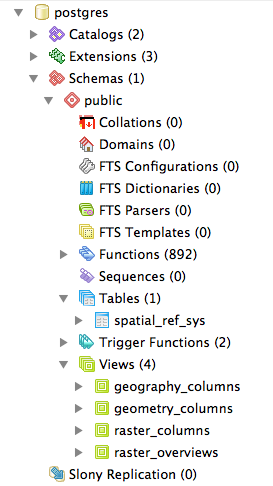 postgres
Catalogs (2)
Extensions (3)
Schemas (1)
public
Collations (0)
Domains (0)
FTS Configurations (0)
FTS Dictionaries (0)
FTS Parsers (0)
FTS Templates (0)
Functions (892)
Sequences (0)
Tables (1)
spatial_ref_sys
Trigger Functions (2)
Views (4)
geography_columns
geometry_columns
raster_columns
raster_overviews
Slony Replication (0)